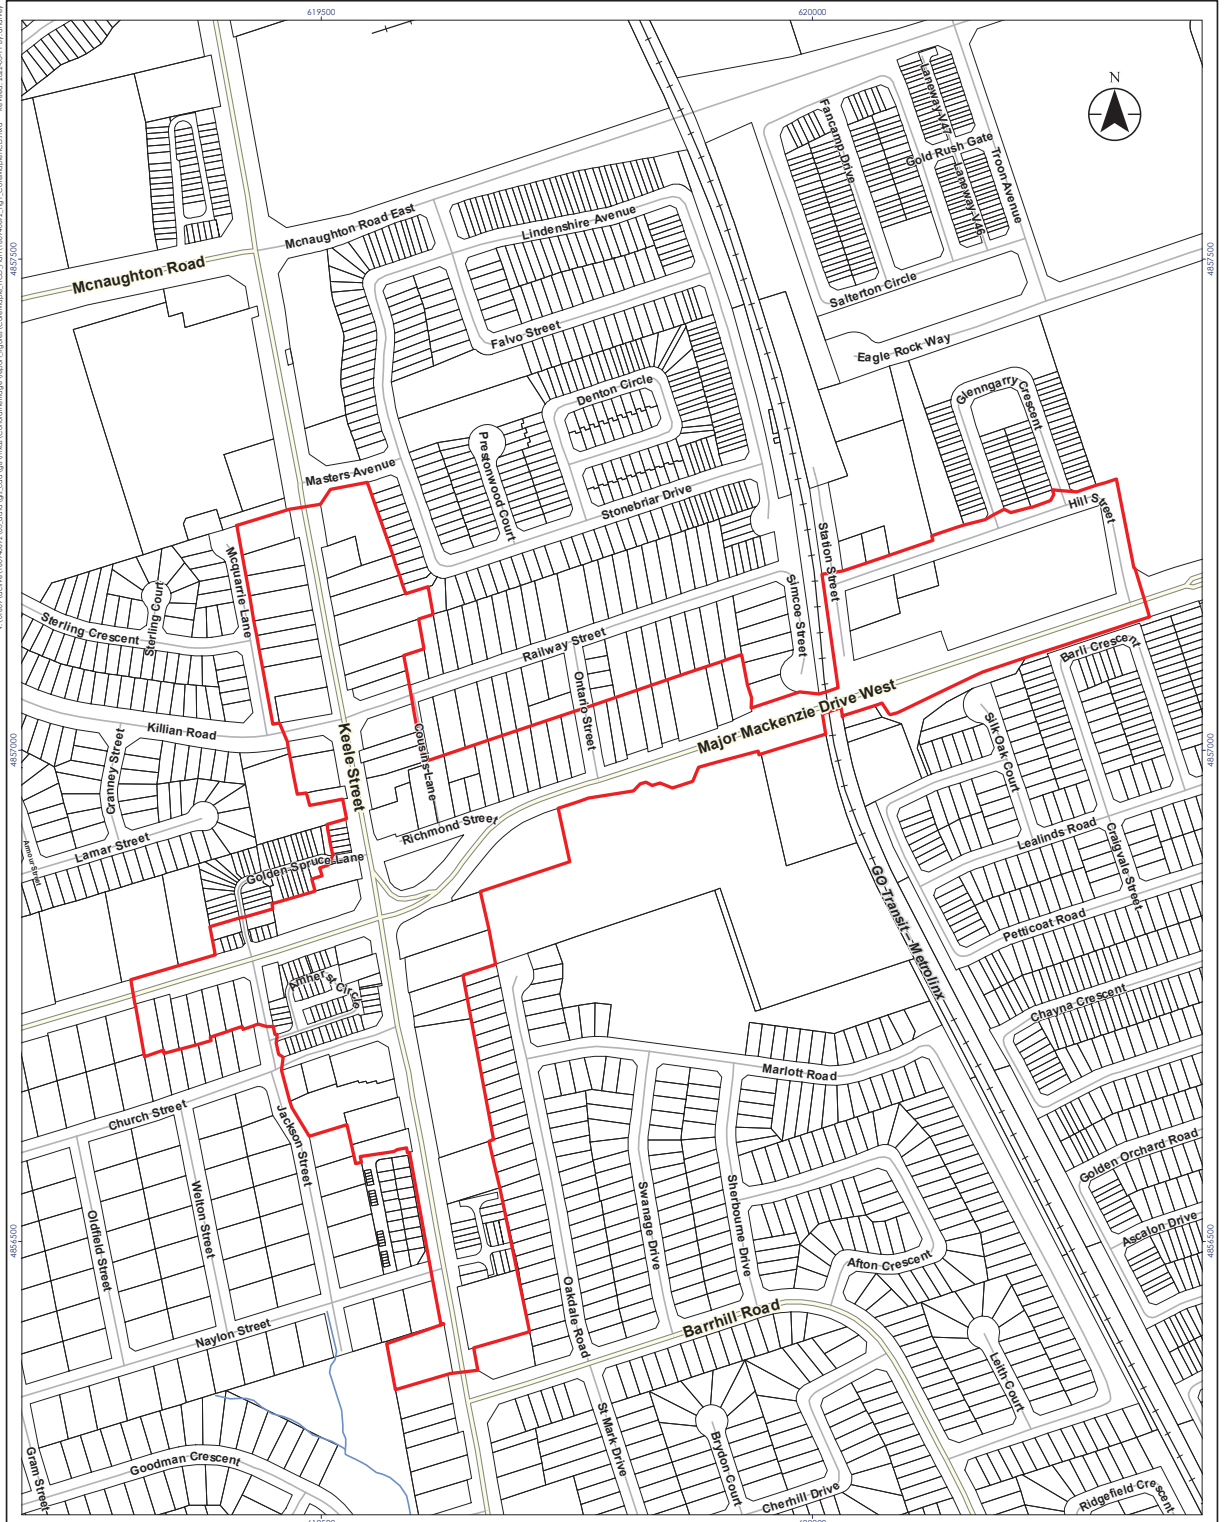 619500
620000
N
4857500
4857500
4857000
4857000
4856500
4856500
Laneway-V47
Fancamp Drive
Gold Rush Gate
Troon Avenue
Laneway-V46
Mcnaughton Road East
Lindenshire Avenue
Mcnaughton Road
Salterton Circle
Falvo Street
Eagle Rock Way
Denton Circle
Glenngarry
Crescent
Prestonwood Court
Masters Avenue
Stonebriar Drive
Hill Street
Station Street
Mcquarrie Lane
Sterling Court
Sterling Crescent
Simcoe Street
Railway Street
Barli Crescent
Ontario Street
Killian Road
Keele Street
Cousins Lane
Major Mackenzie Drive West
Silk Oak Court
Cranney Street
Lamar Street
Armour Street
Richmond Street
Golden Spruce Lane
Lealinds Road
Craigvale Street
GO Transit – Metrolinx
Petticoat Road
Amherst Circle
Chayna Crescent
Marlott Road
Church Street
Jackson Street
Golden Orchard Road
Welton Street
Oldfield Street
Swanage Drive
Sherbourne Drive
Ascalon Drive
Afton Crescent
Oakdale Road
Barrhill Road
Naylon Street
Leith Court
St Mark Drive
Brydon Court
Goodman Crescent
Gram Street
Cherhill Drive
Ridgefield Crescent